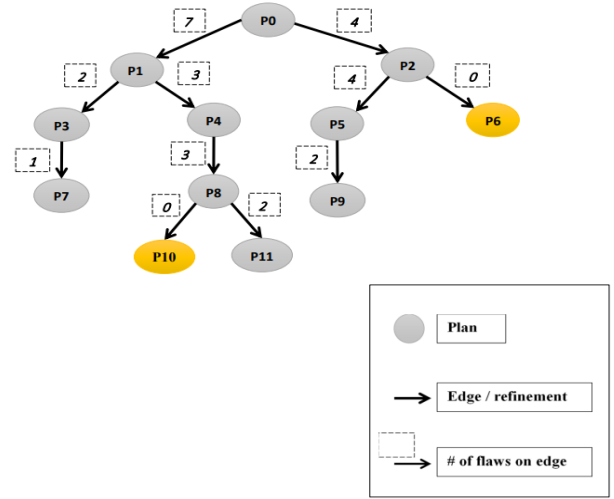 P0
7
4
P1
P2
2
3
4
0
P3
P4
P5
P6
1
3
2
P7
P8
P9
0
2
P10
P11
Plan
Edge / refinement
# of flaws on edge